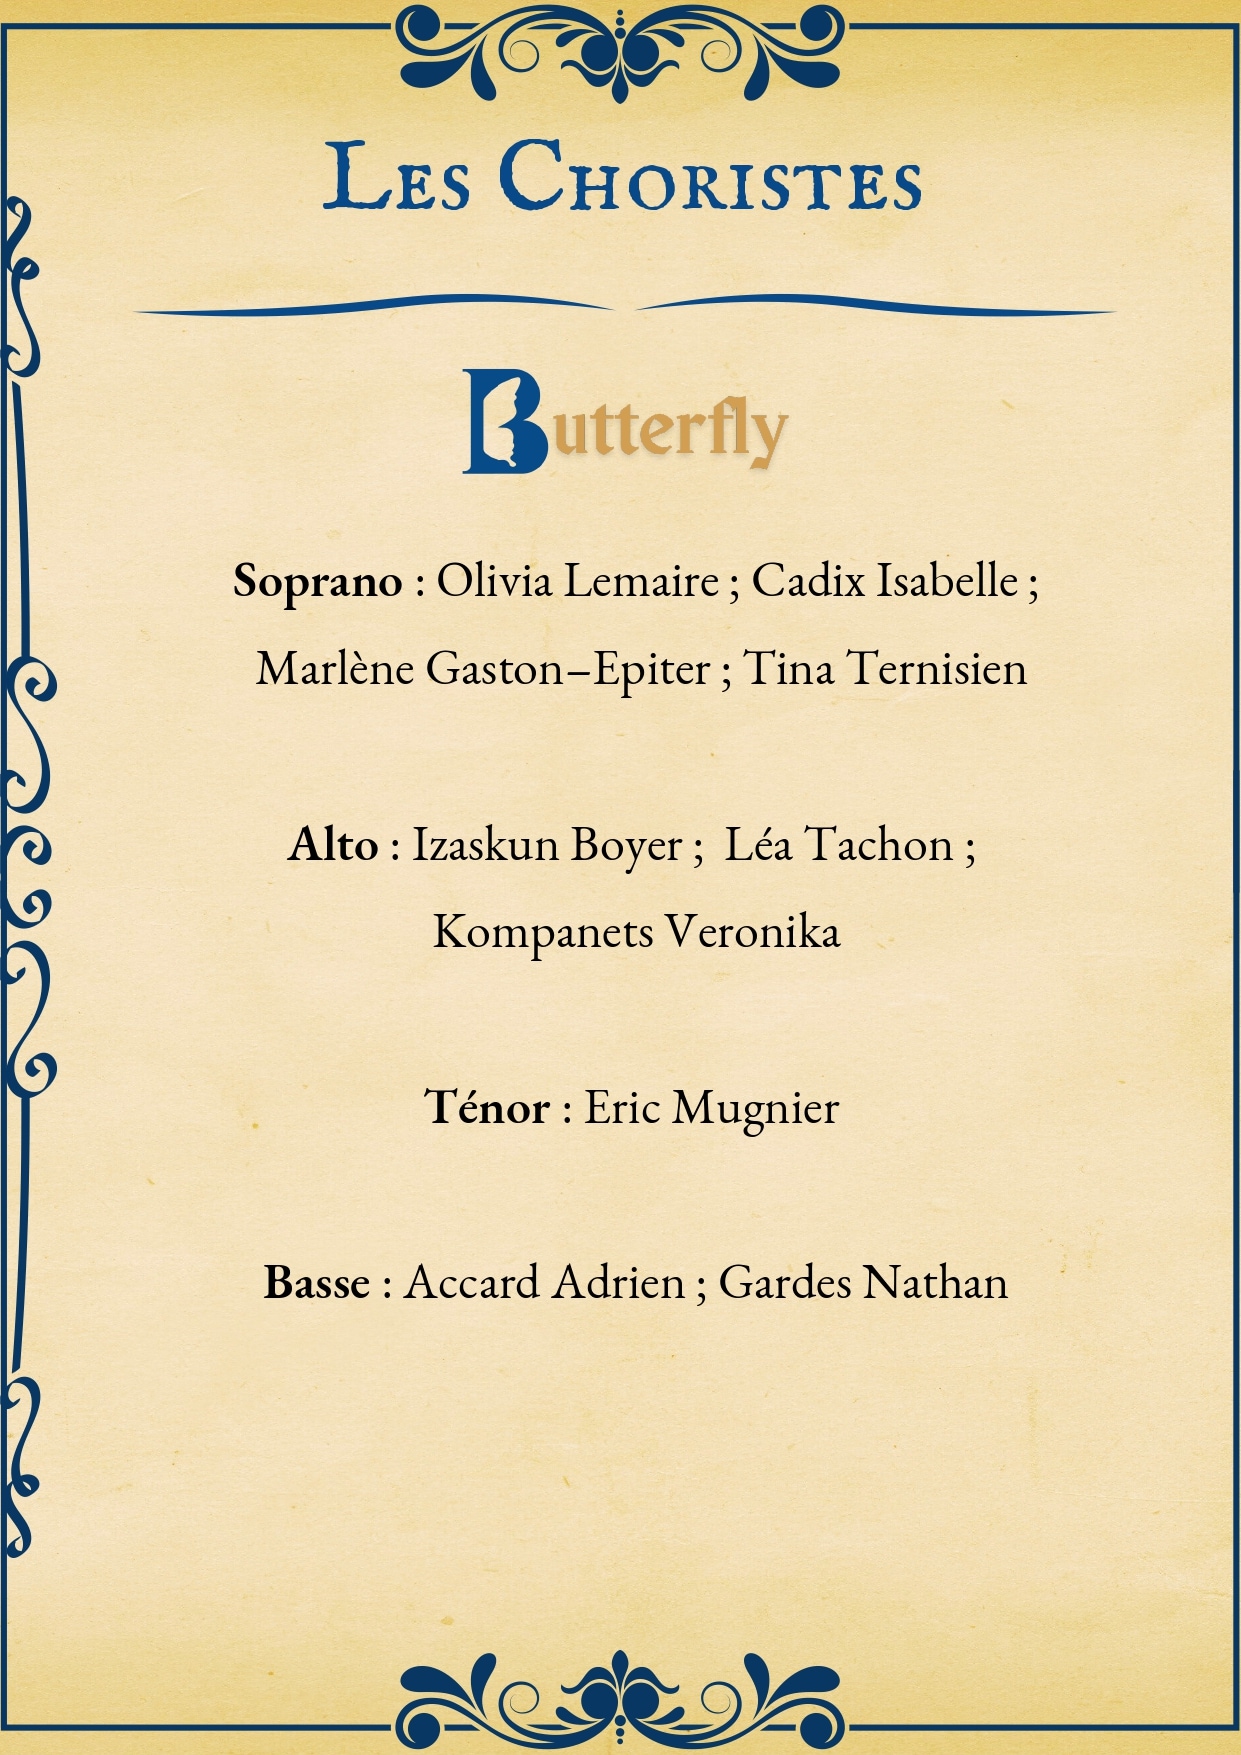 Les Choristes
Butterfly
Soprano : Olivia Lemaire ; Cadix Isabelle ;
Marlène Gaston–Epiter ; Tina Ternisien
Alto : Izaskun Boyer ;  Léa Tachon ;
Kompanets Veronika
Ténor : Eric Mugnier
Basse : Accard Adrien ; Gardes Nathan